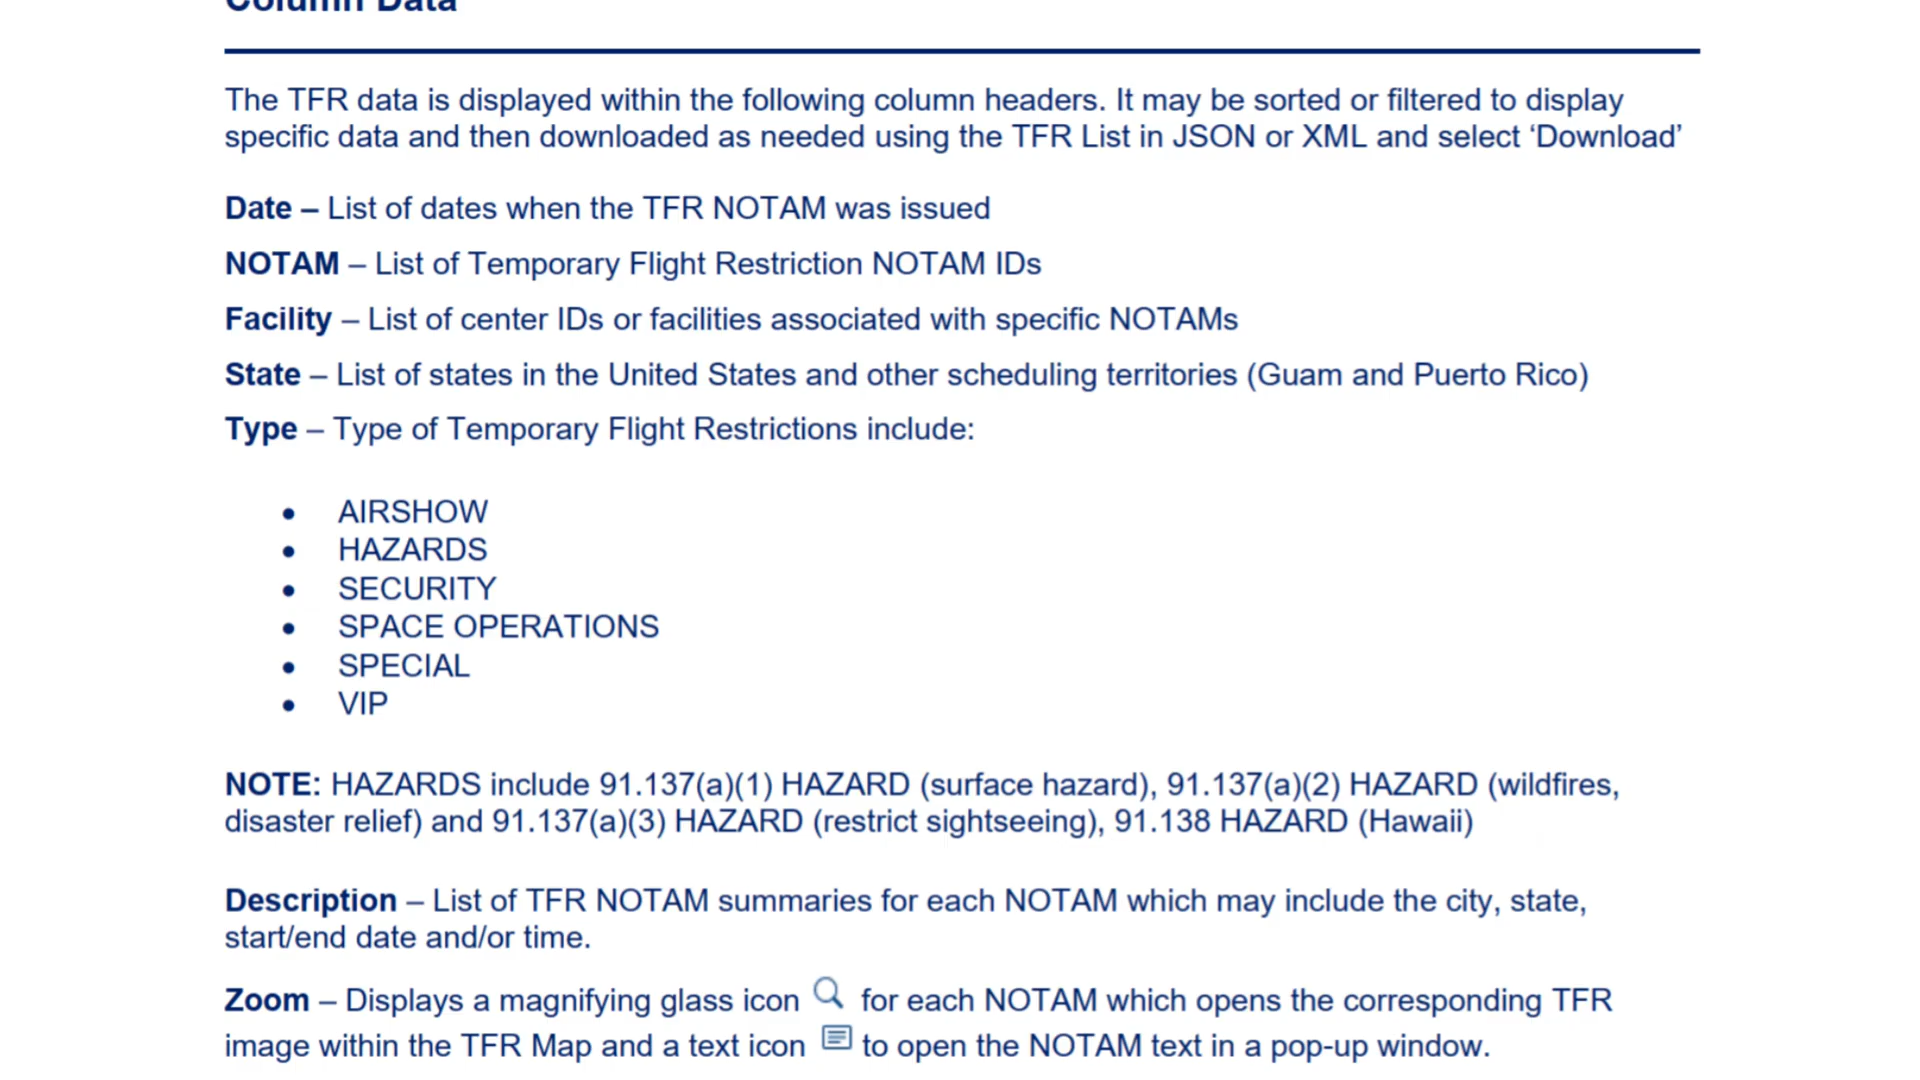 Column Data
The TFR data is displayed within the following column headers. It may be sorted or filtered to display
specific data and then downloaded as needed using the TFR List in JSON or XML and select ‘Download’
Date – List of dates when the TFR NOTAM was issued
NOTAM – List of Temporary Flight Restriction NOTAM IDs
Facility – List of center IDs or facilities associated with specific NOTAMs
State – List of states in the United States and other scheduling territories (Guam and Puerto Rico)
Type – Type of Temporary Flight Restrictions include:
• AIRSHOW
• HAZARDS
• SECURITY
• SPACE OPERATIONS
• SPECIAL
• VIP
NOTE: HAZARDS include 91.137(a)(1) HAZARD (surface hazard), 91.137(a)(2) HAZARD (wildfires,
disaster relief) and 91.137(a)(3) HAZARD (restrict sightseeing), 91.138 HAZARD (Hawaii)
Description – List of TFR NOTAM summaries for each NOTAM which may include the city, state,
start/end date and/or time.
Zoom – Displays a magnifying glass icon for each NOTAM which opens the corresponding TFR
image within the TFR Map and a text icon to open the NOTAM text in a pop-up window.